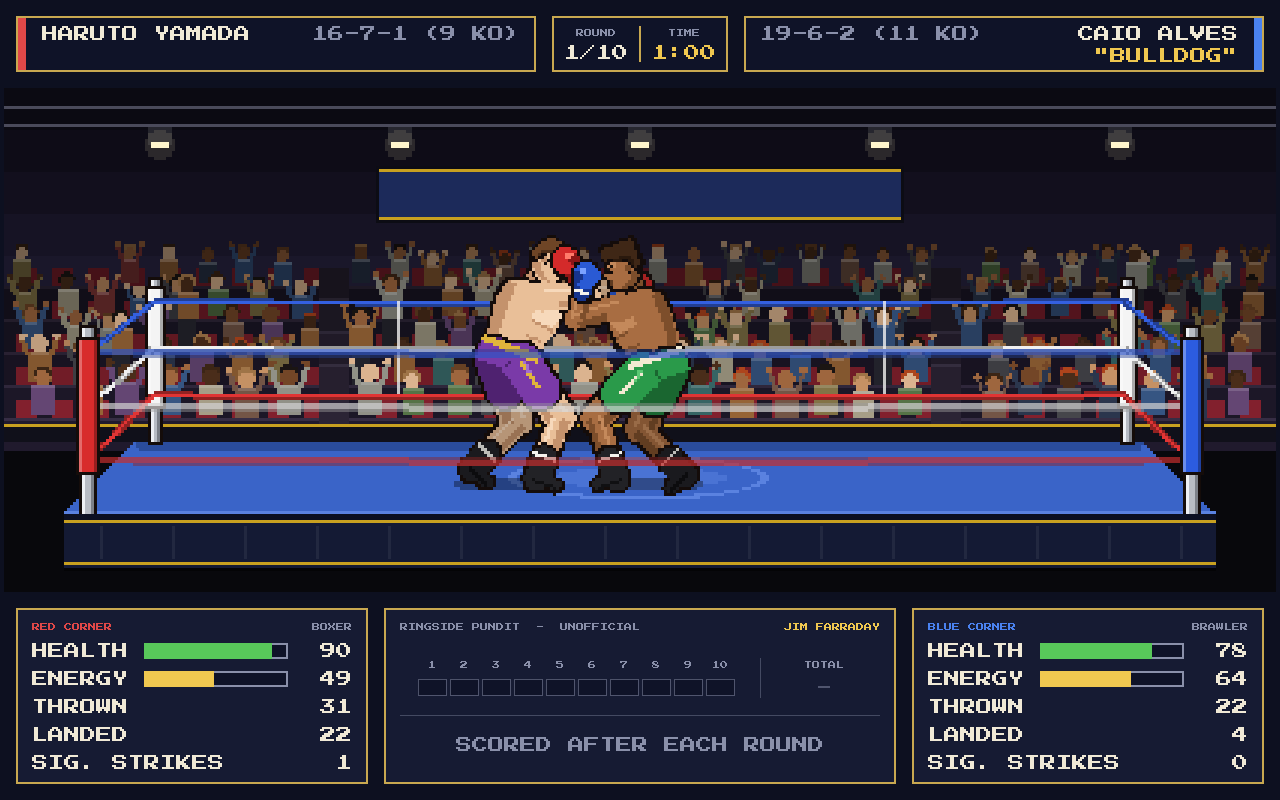 HARUTO YAMADA 16-7-1 (9 KO)
ROUND TIME
1/10 1:00
19-6-2 (11 KO) CAIO ALVES
"BULLDOG"
RED CORNER BOXER
HEALTH 90
ENERGY 49
THROWN 31
LANDED 22
SIG. STRIKES 1
RINGSIDE PUNDIT - UNOFFICIAL JIM FARRADAY
1 2 3 4 5 6 7 8 9 10 TOTAL
—
SCORED AFTER EACH ROUND
BLUE CORNER BRAWLER
HEALTH 78
ENERGY 64
THROWN 22
LANDED 4
SIG. STRIKES 0